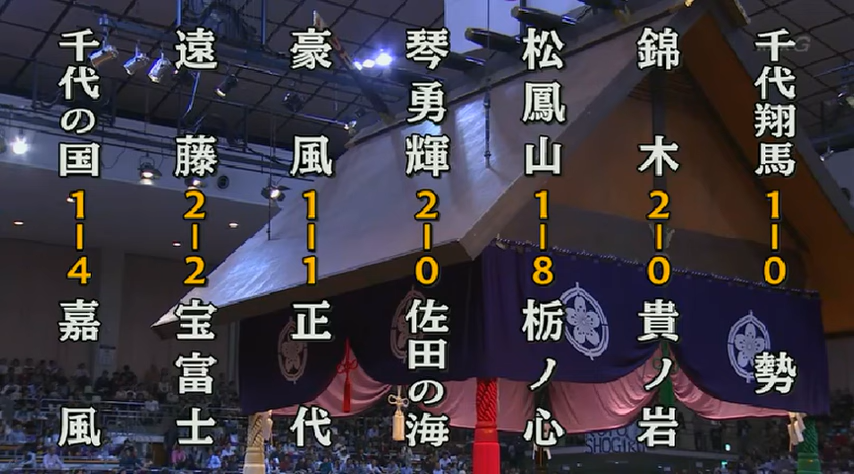 千代翔馬 1-0 勢
錦木 2-0 貴ノ岩
松鳳山 1-8 栃ノ心
琴勇輝 2-0 佐田の海
豪風 1-1 正代
遠藤 2-2 宝富士
千代の国 1-4 嘉風